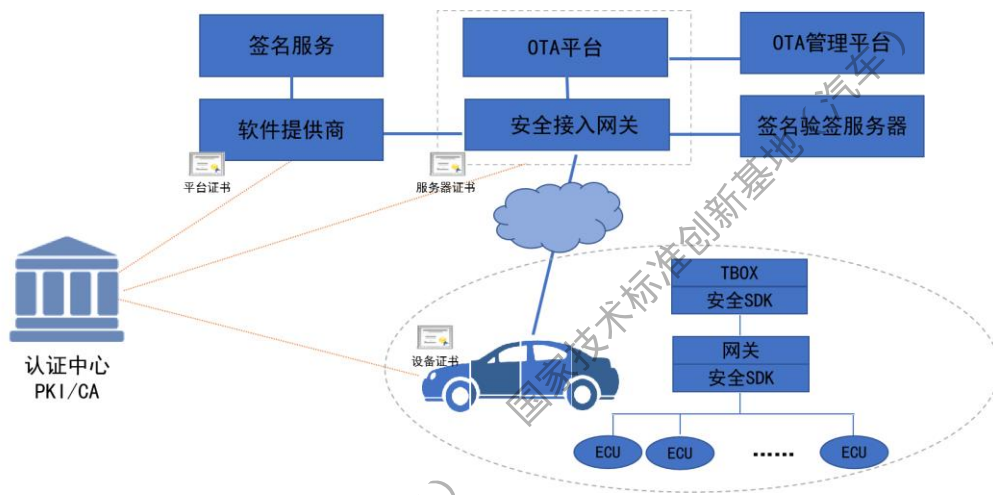 签名服务
OTA平台
OTA管理平台
软件提供商
安全接入网关
签名验签服务器
平台证书
服务器证书
TBOX
安全SDK
网关
安全SDK
设备证书
认证中心
PKI/CA
ECU
ECU
......
ECU
国家技术标准创新基地（汽车）
）